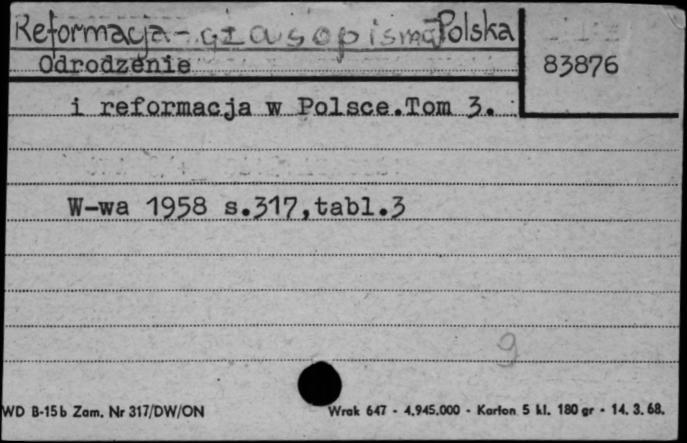 Reformacja - czasopisma Polska
Odrodzenie
83876
i reformacja w Polsce.Tom 3.
W-wa 1958 s.317,tabl.3
9
WD B-15b Zam. Nr 317/DW/ON
Wrak 647 - 4.945.000 - Karton 5 kl. 180 gr - 14. 3. 68.